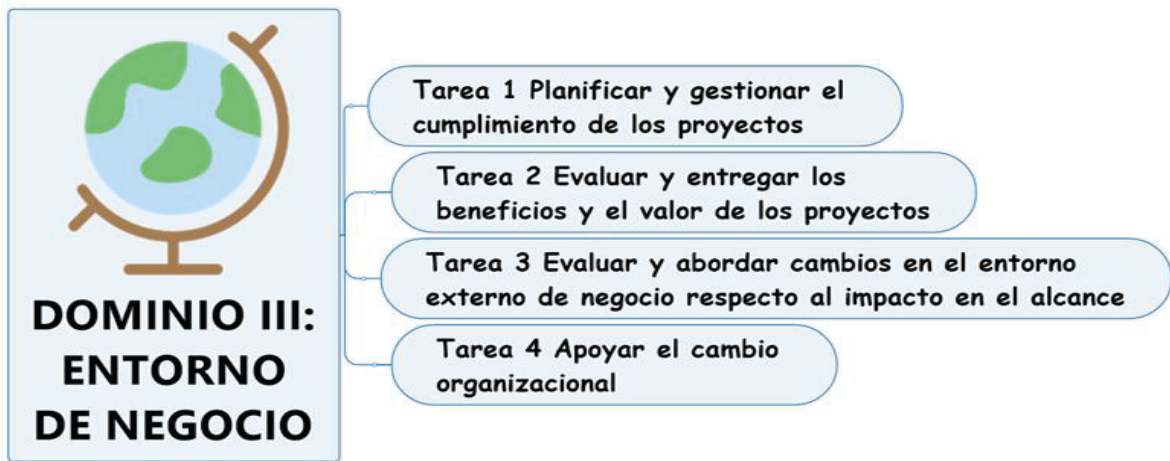 DOMINIO III:
ENTORNO
DE NEGOCIO
Tarea 1 Planificar y gestionar el
cumplimiento de los proyectos
Tarea 2 Evaluar y entregar los
beneficios y el valor de los proyectos
Tarea 3 Evaluar y abordar cambios en el entorno
externo de negocio respecto al impacto en el alcance
Tarea 4 Apoyar el cambio
organizacional